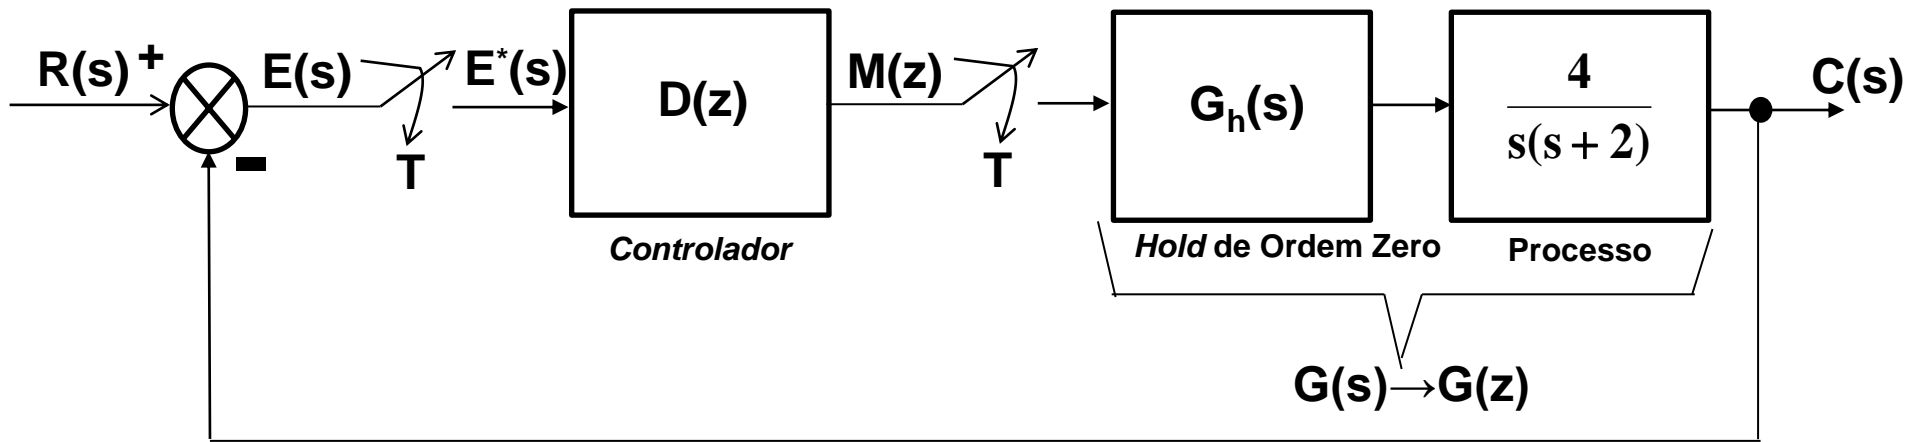 R(s) + E(s) E*(s) D(z) M(z) Gₕ(s) 4 C(s)
s(s + 2)
T T
−
Controlador Hold de Ordem Zero Processo
G(s)→G(z)